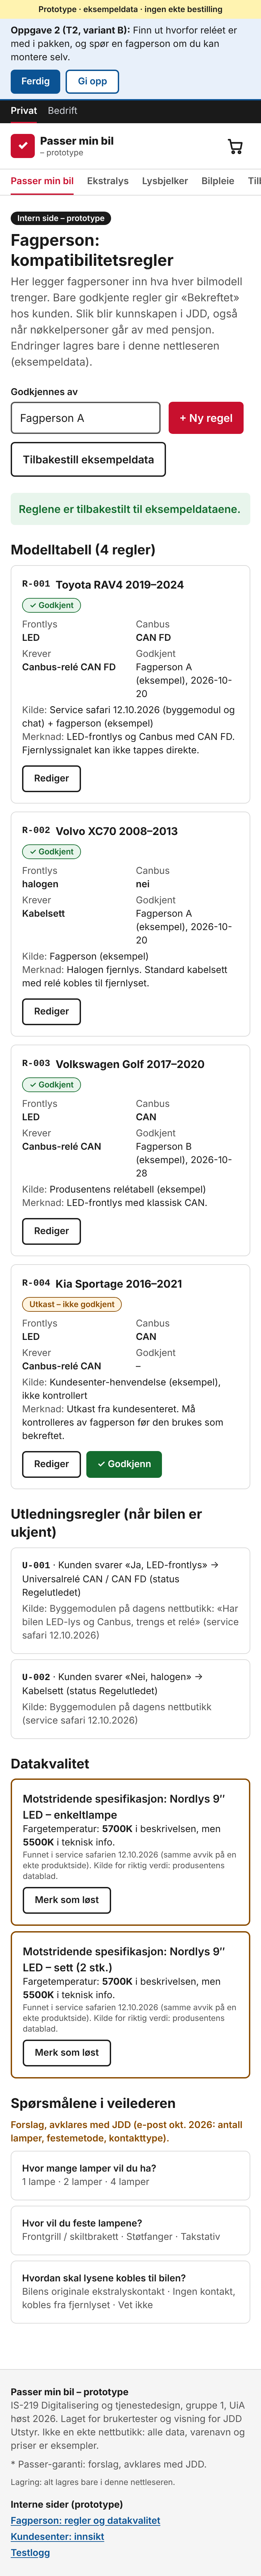 Prototype · eksempeldata · ingen ekte bestilling
Oppgave 2 (T2, variant B): Finn ut hvorfor reléet er
med i pakken, og spør en fagperson om du kan
montere selv.
Ferdig
Gi opp
Privat
Bedrift
Passer min bil
– prototype
Passer min bil
Ekstralys
Lysbjelker
Bilpleie
Till
Intern side – prototype
Fagperson:
kompatibilitetsregler
Her legger fagpersoner inn hva hver bilmodell
trenger. Bare godkjente regler gir «Bekreftet»
hos kunden. Slik blir kunnskapen i JDD, også
når nøkkelpersoner går av med pensjon.
Endringer lagres bare i denne nettleseren
(eksempeldata).
Godkjennes av
Fagperson A
+ Ny regel
Tilbakestill eksempeldata
Reglene er tilbakestilt til eksempeldataene.
Modelltabell (4 regler)
R-001 Toyota RAV4 2019–2024
✓ Godkjent
Frontlys
Canbus
LED
CAN FD
Krever
Godkjent
Canbus-relé CAN FD
Fagperson A
(eksempel), 2026-10-
20
Kilde: Service safari 12.10.2026 (byggemodul og
chat) + fagperson (eksempel)
Merknad: LED-frontlys og Canbus med CAN FD.
Fjernlyssignalet kan ikke tappes direkte.
Rediger
R-002 Volvo XC70 2008–2013
✓ Godkjent
Frontlys
Canbus
halogen
nei
Krever
Godkjent
Kabelsett
Fagperson A
(eksempel), 2026-10-
20
Kilde: Fagperson (eksempel)
Merknad: Halogen fjernlys. Standard kabelsett
med relé kobles til fjernlyset.
Rediger
R-003 Volkswagen Golf 2017–2020
✓ Godkjent
Frontlys
Canbus
LED
CAN
Krever
Godkjent
Canbus-relé CAN
Fagperson B
(eksempel), 2026-10-
28
Kilde: Produsentens relétabell (eksempel)
Merknad: LED-frontlys med klassisk CAN.
Rediger
R-004 Kia Sportage 2016–2021
Utkast – ikke godkjent
Frontlys
Canbus
LED
CAN
Krever
Godkjent
Canbus-relé CAN
–
Kilde: Kundesenter-henvendelse (eksempel),
ikke kontrollert
Merknad: Utkast fra kundesenteret. Må
kontrolleres av fagperson før den brukes som
bekreftet.
Rediger
✓ Godkjenn
Utledningsregler (når bilen er
ukjent)
U-001 · Kunden svarer «Ja, LED-frontlys» →
Universalrelé CAN / CAN FD (status
Regelutledet)
Kilde: Byggemodulen på dagens nettbutikk: «Har
bilen LED-lys og Canbus, trengs et relé» (service
safari 12.10.2026)
U-002 · Kunden svarer «Nei, halogen» →
Kabelsett (status Regelutledet)
Kilde: Byggemodulen på dagens nettbutikk
(service safari 12.10.2026)
Datakvalitet
Motstridende spesifikasjon: Nordlys 9″
LED – enkeltlampe
Fargetemperatur: 5700K i beskrivelsen, men
5500K i teknisk info.
Funnet i service safarien 12.10.2026 (samme avvik på en
ekte produktside). Kilde for riktig verdi: produsentens
datablad.
Merk som løst
Motstridende spesifikasjon: Nordlys 9″
LED – sett (2 stk.)
Fargetemperatur: 5700K i beskrivelsen, men
5500K i teknisk info.
Funnet i service safarien 12.10.2026 (samme avvik på en
ekte produktside). Kilde for riktig verdi: produsentens
datablad.
Merk som løst
Spørsmålene i veilederen
Forslag, avklares med JDD (e-post okt. 2026: antall
lamper, festemetode, kontakttype).
Hvor mange lamper vil du ha?
1 lampe · 2 lamper · 4 lamper
Hvor vil du feste lampene?
Frontgrill / skiltbrakett · Støtfanger · Takstativ
Hvordan skal lysene kobles til bilen?
Bilens originale ekstralyskontakt · Ingen kontakt,
kobles fra fjernlyset · Vet ikke
Passer min bil – prototype
IS-219 Digitalisering og tjenestedesign, gruppe 1, UiA
høst 2026. Laget for brukertester og visning for JDD
Utstyr. Ikke en ekte nettbutikk: alle data, varenavn og
priser er eksempler.
* Passer-garanti: forslag, avklares med JDD.
Lagring: alt lagres bare i denne nettleseren.
Interne sider (prototype)
Fagperson: regler og datakvalitet
Kundesenter: innsikt
Testlogg